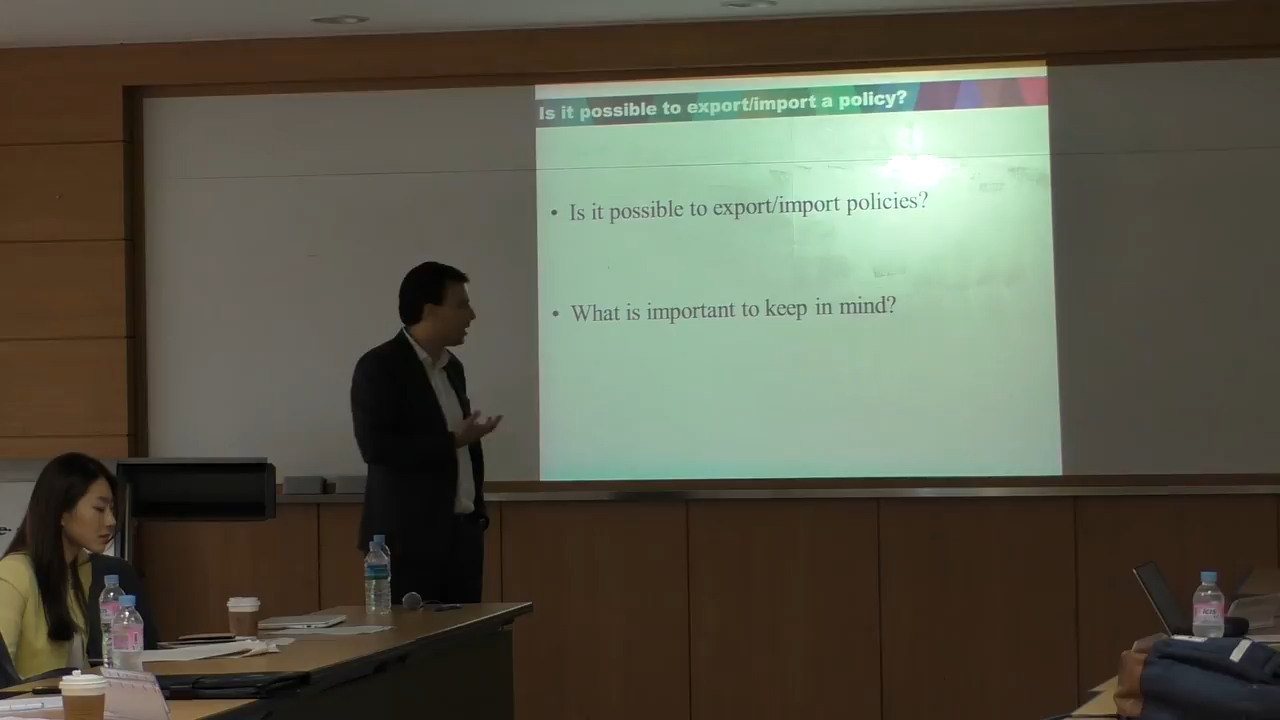 Is it possible to export/import a policy?
• Is it possible to export/import policies?
• What is important to keep in mind?
icis